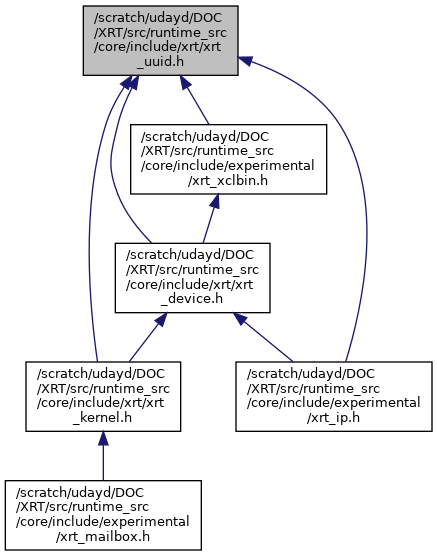 /scratch/udayd/DOC
/XRT/src/runtime_src
/core/include/xrt/xrt
_uuid.h
/scratch/udayd/DOC
/XRT/src/runtime_src
/core/include/experimental
/xrt_xclbin.h
/scratch/udayd/DOC
/XRT/src/runtime_src
/core/include/xrt/xrt
_device.h
/scratch/udayd/DOC
/XRT/src/runtime_src
/core/include/xrt/xrt
_kernel.h
/scratch/udayd/DOC
/XRT/src/runtime_src
/core/include/experimental
/xrt_ip.h
/scratch/udayd/DOC
/XRT/src/runtime_src
/core/include/experimental
/xrt_mailbox.h